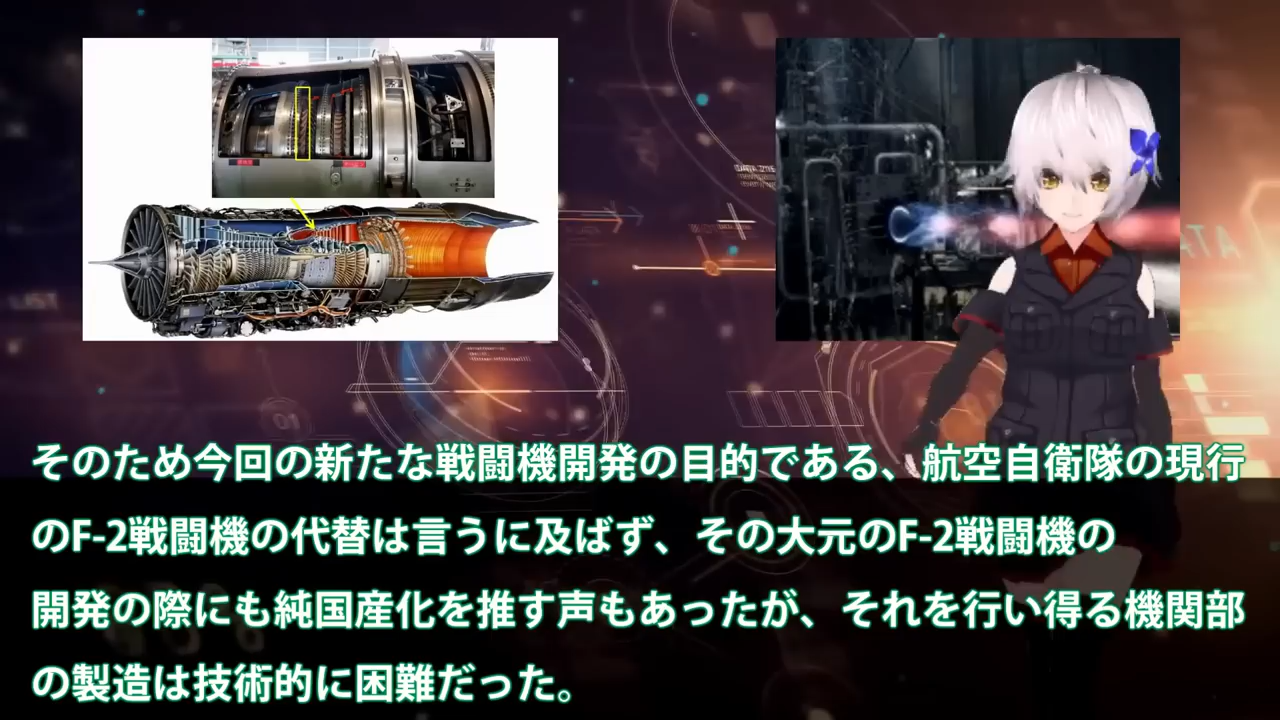 そのため今回の新たな戦闘機開発の目的である、航空自衛隊の現行
のF-2戦闘機の代替は言うに及ばず、その大元のF-2戦闘機の
開発の際にも純国産化を推す声もあったが、それを行い得る機関部
の製造は技術的に困難だった。